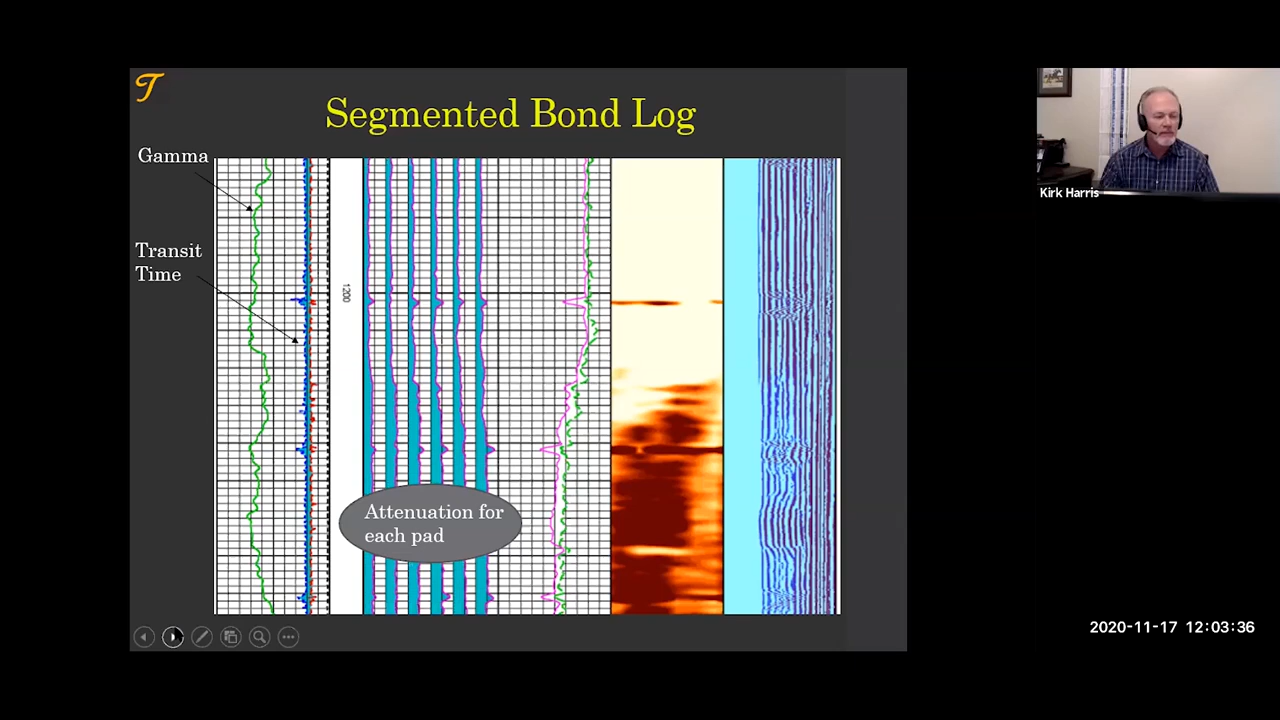 T
Segmented Bond Log
Gamma
Transit
Time
1200
Attenuation for
each pad
Kirk Harris
2020-11-17 12:03:36